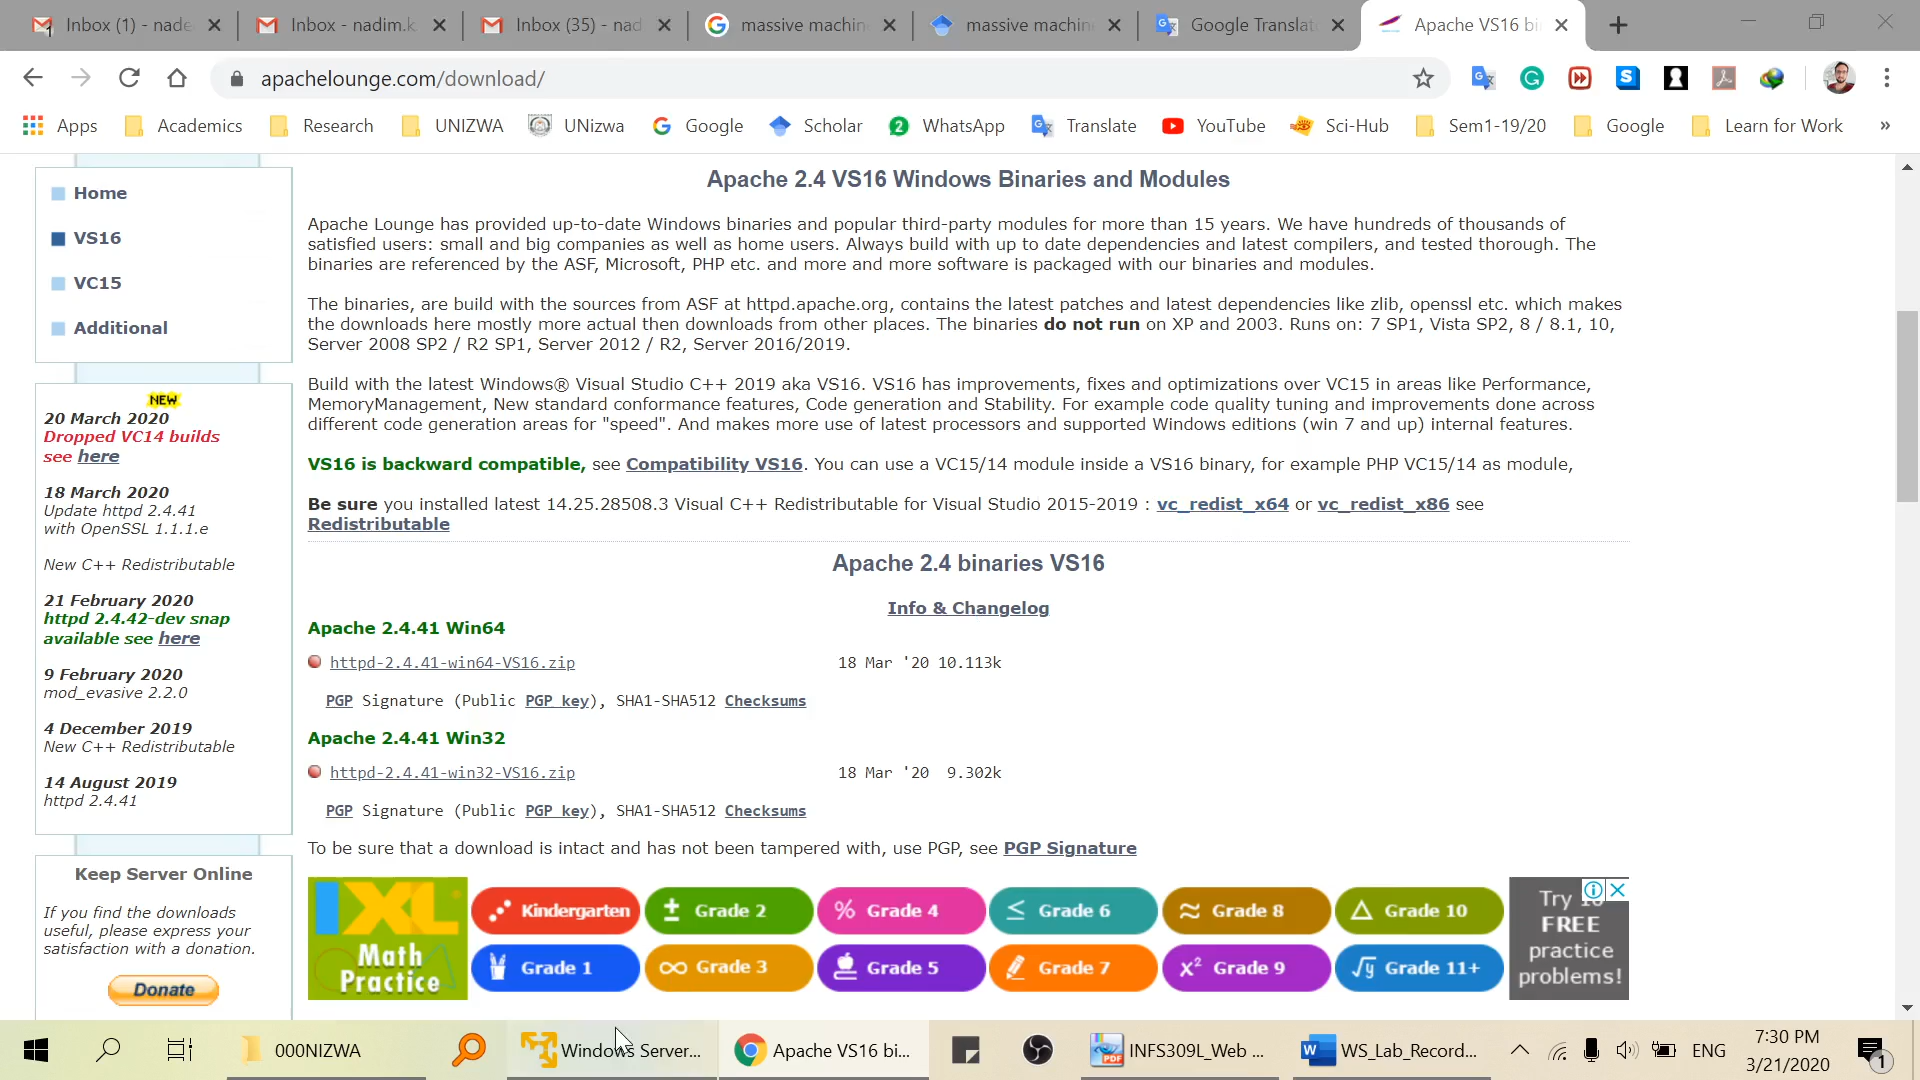 Inbox (1) - nade
Inbox - nadim.k
Inbox (35) - nad
massive machin
massive machin
Google Translat
Apache VS16 bi
apachelounge.com/download/
Apps
Academics
Research
UNIZWA
UNizwa
Google
Scholar
WhatsApp
Translate
YouTube
Sci-Hub
Sem1-19/20
Google
Learn for Work
»
Home
VS16
VC15
Additional
NEW
20 March 2020
Dropped VC14 builds
see here
18 March 2020
Update httpd 2.4.41
with OpenSSL 1.1.1.e
New C++ Redistributable
21 February 2020
httpd 2.4.42-dev snap
available see here
9 February 2020
mod_evasive 2.2.0
4 December 2019
New C++ Redistributable
14 August 2019
httpd 2.4.41
Keep Server Online
If you find the downloads
useful, please express your
satisfaction with a donation.
Donate
Apache 2.4 VS16 Windows Binaries and Modules
Apache Lounge has provided up-to-date Windows binaries and popular third-party modules for more than 15 years. We have hundreds of thousands of
satisfied users: small and big companies as well as home users. Always build with up to date dependencies and latest compilers, and tested thorough. The
binaries are referenced by the ASF, Microsoft, PHP etc. and more and more software is packaged with our binaries and modules.
The binaries, are build with the sources from ASF at httpd.apache.org, contains the latest patches and latest dependencies like zlib, openssl etc. which makes
the downloads here mostly more actual then downloads from other places. The binaries do not run on XP and 2003. Runs on: 7 SP1, Vista SP2, 8 / 8.1, 10,
Server 2008 SP2 / R2 SP1, Server 2012 / R2, Server 2016/2019.
Build with the latest Windows® Visual Studio C++ 2019 aka VS16. VS16 has improvements, fixes and optimizations over VC15 in areas like Performance,
MemoryManagement, New standard conformance features, Code generation and Stability. For example code quality tuning and improvements done across
different code generation areas for "speed". And makes more use of latest processors and supported Windows editions (win 7 and up) internal features.
VS16 is backward compatible, see Compatibility VS16. You can use a VC15/14 module inside a VS16 binary, for example PHP VC15/14 as module,
Be sure you installed latest 14.25.28508.3 Visual C++ Redistributable for Visual Studio 2015-2019 : vc_redist_x64 or vc_redist_x86 see
Redistributable
Apache 2.4 binaries VS16
Info & Changelog
Apache 2.4.41 Win64
httpd-2.4.41-win64-VS16.zip 18 Mar '20 10.113k
PGP Signature (Public PGP key), SHA1-SHA512 Checksums
Apache 2.4.41 Win32
httpd-2.4.41-win32-VS16.zip 18 Mar '20 9.302k
PGP Signature (Public PGP key), SHA1-SHA512 Checksums
To be sure that a download is intact and has not been tampered with, use PGP, see PGP Signature
IXL
Math
Practice
Kindergarten
± Grade 2
% Grade 4
≤ Grade 6
≈ Grade 8
△ Grade 10
Grade 1
∞ Grade 3
Grade 5
Grade 7
x² Grade 9
√y Grade 11+
Try 10
FREE
practice
problems!
000NIZWA
Windows Server...
Apache VS16 bi...
INFS309L_Web ...
WS_Lab_Record...
ENG
7:30 PM
3/21/2020
1